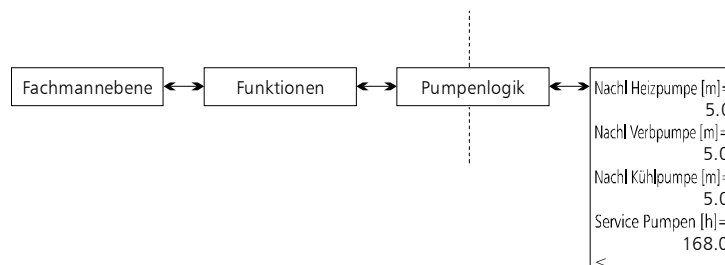 Fachmannebene
Funktionen
Pumpenlogik
Nachl Heizpumpe [m]=
5.0
Nachl Verbpumpe [m]=
5.0
Nachl Kühlpumpe [m]=
5.0
Service Pumpen [h]=
168.0
<